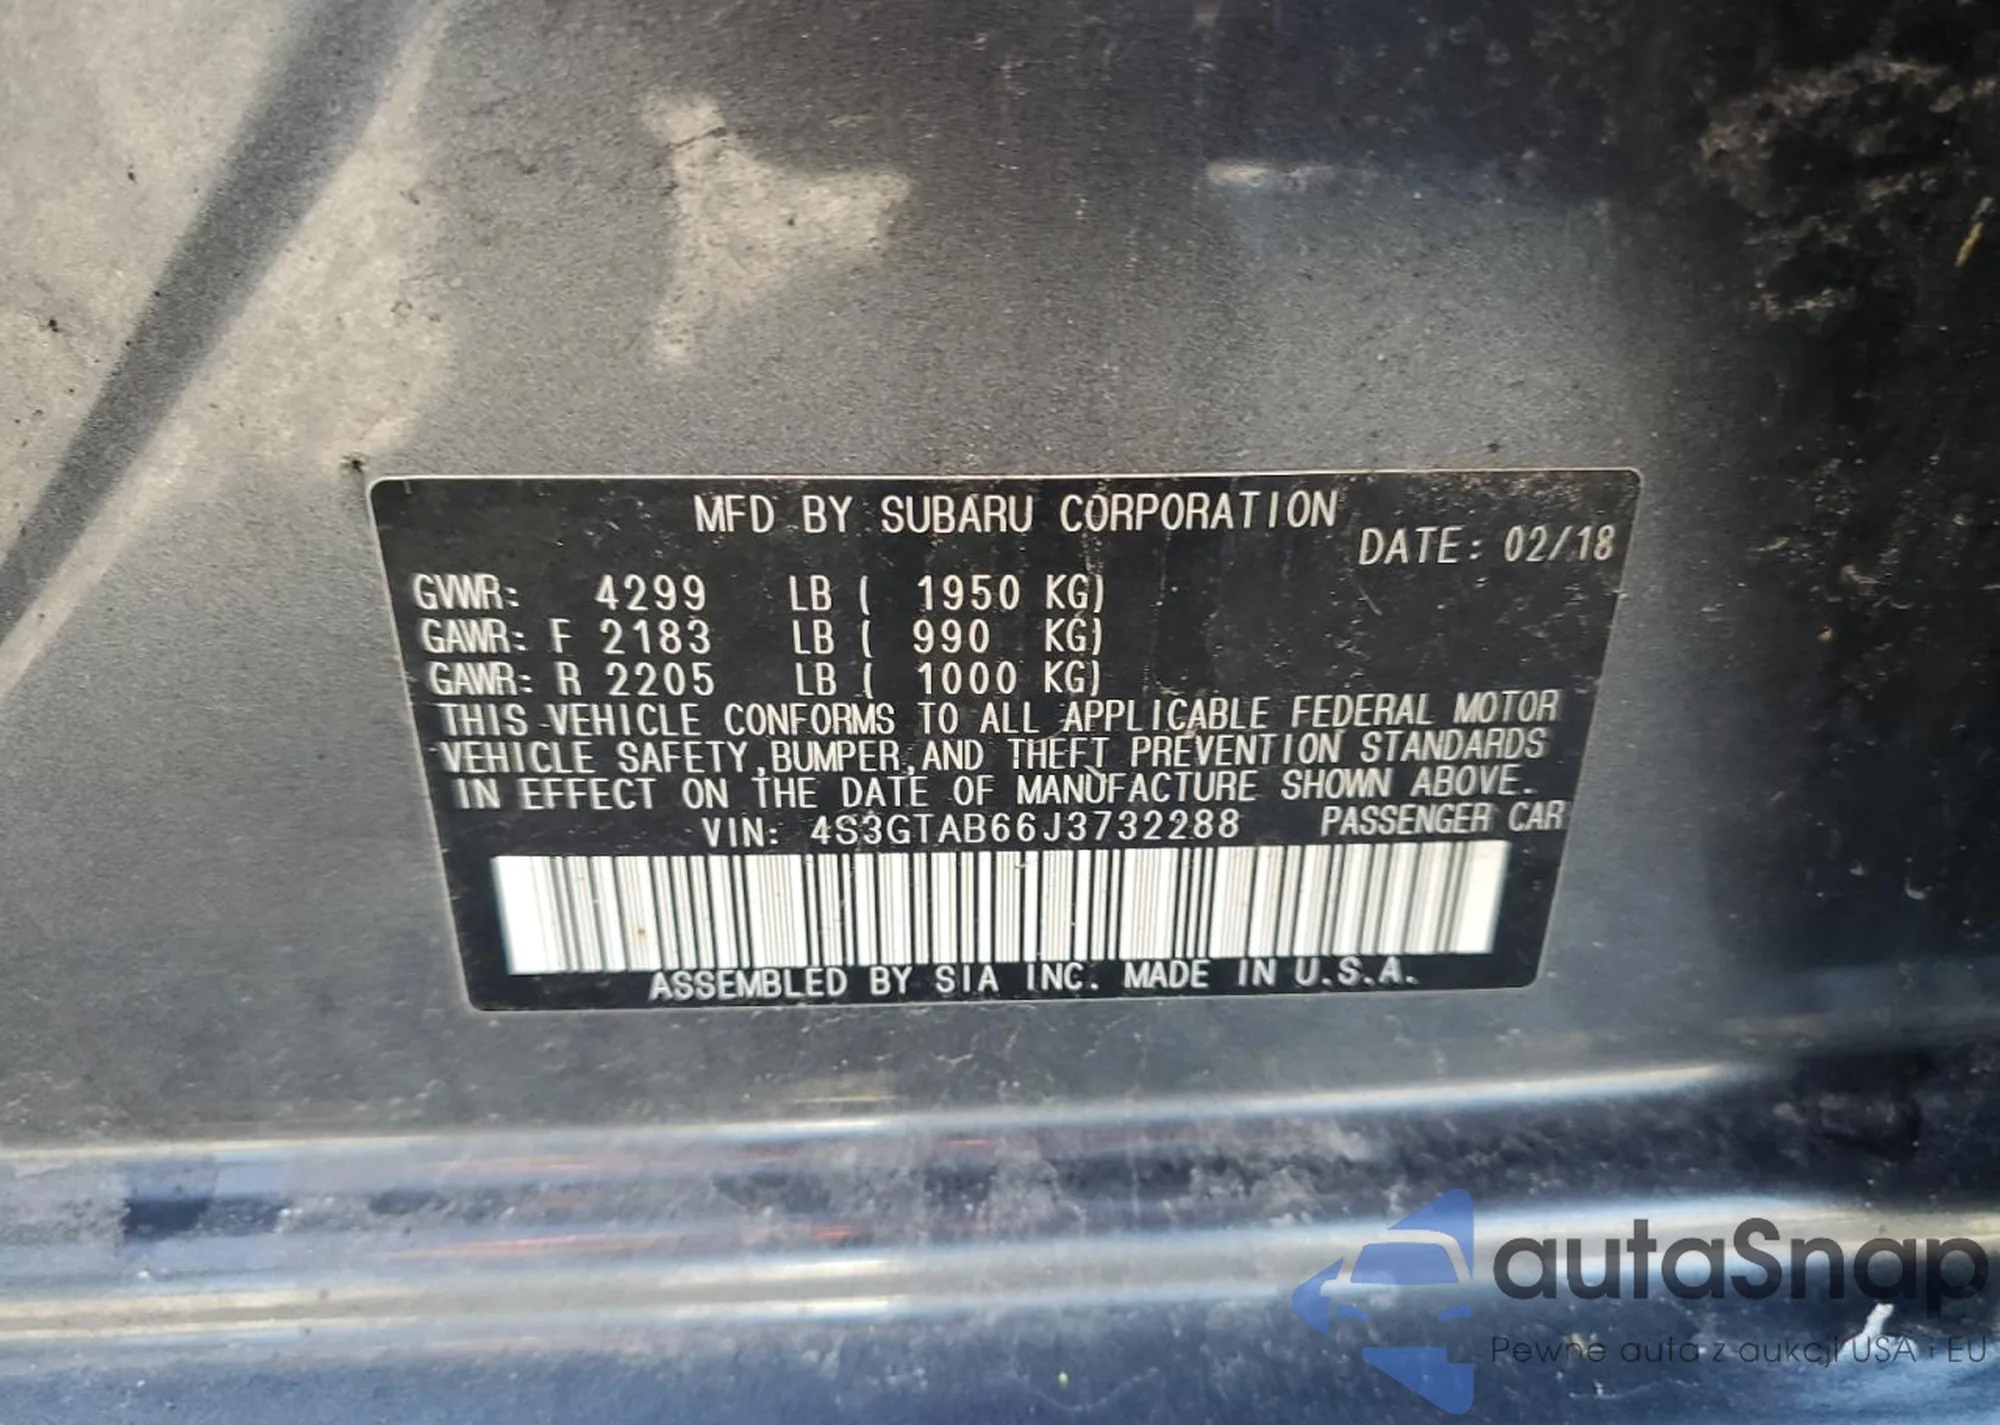 MFD BY SUBARU CORPORATION
DATE: 02/18
GVWR: 4299 LB ( 1950 KG)
GAWR: F 2183 LB ( 990 KG)
GAWR: R 2205 LB ( 1000 KG)
THIS VEHICLE CONFORMS TO ALL APPLICABLE FEDERAL MOTOR
VEHICLE SAFETY,BUMPER,AND THEFT PREVENTION STANDARDS
IN EFFECT ON THE DATE OF MANUFACTURE SHOWN ABOVE.
VIN: 4S3GTAB66J3732288 PASSENGER CAR
ASSEMBLED BY SIA INC. MADE IN U.S.A.
autaSnap
Pewne auta z aukcji USA i EU